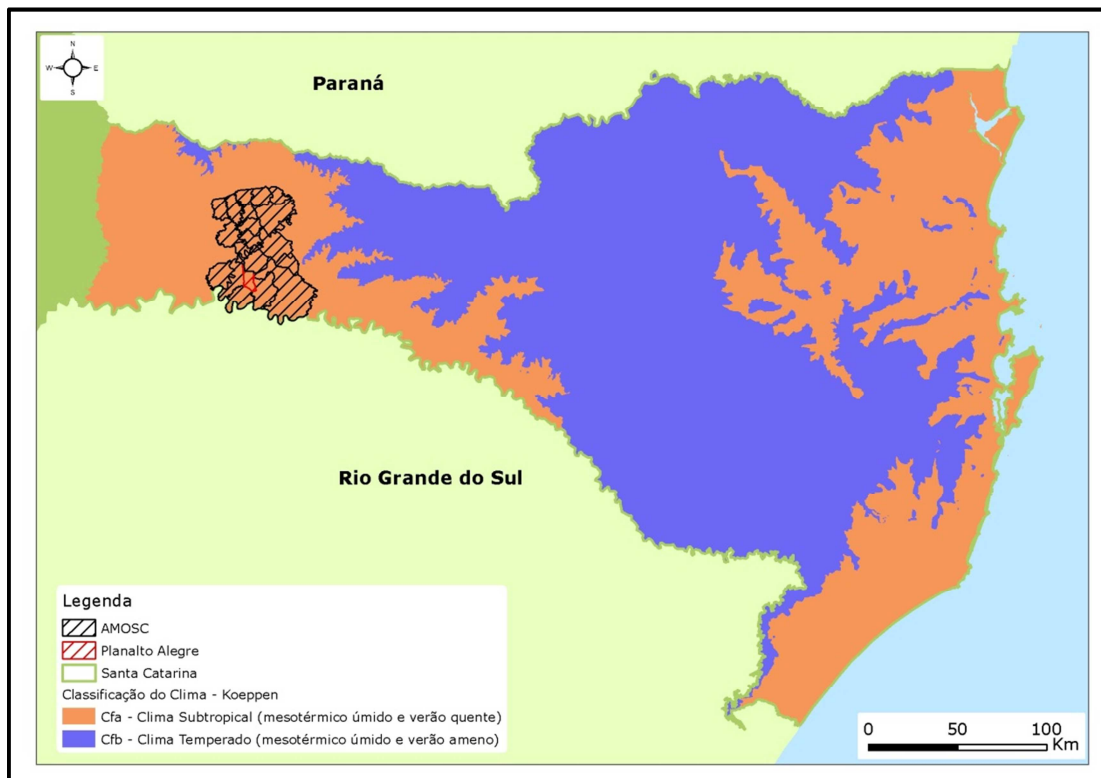 N
W E
S
Paraná
Rio Grande do Sul
Legenda
AMOSC
Planalto Alegre
Santa Catarina
Classificação do Clima - Koeppen
Cfa - Clima Subtropical (mesotérmico úmido e verão quente)
Cfb - Clima Temperado (mesotérmico úmido e verão ameno)
0 50 100
Km